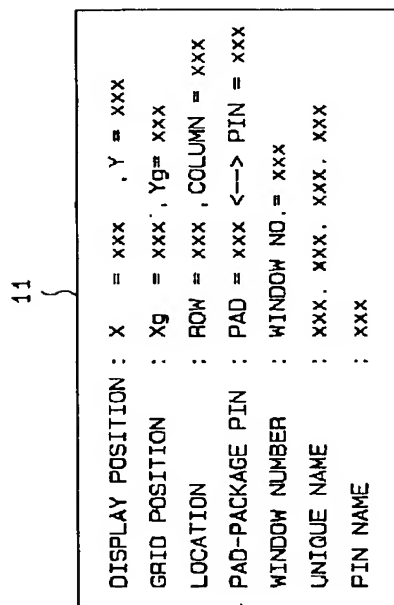 11
DISPLAY POSITION : X = xxx , Y = xxx
GRID POSITION : Xg = xxx , Yg= xxx
LOCATION : ROW = xxx , COLUMN = xxx
PAD-PACKAGE PIN : PAD = xxx <--> PIN = xxx
WINDOW NUMBER : WINDOW NO.= xxx
UNIQUE NAME : xxx. xxx. xxx. xxx. xxx
PIN NAME : xxx